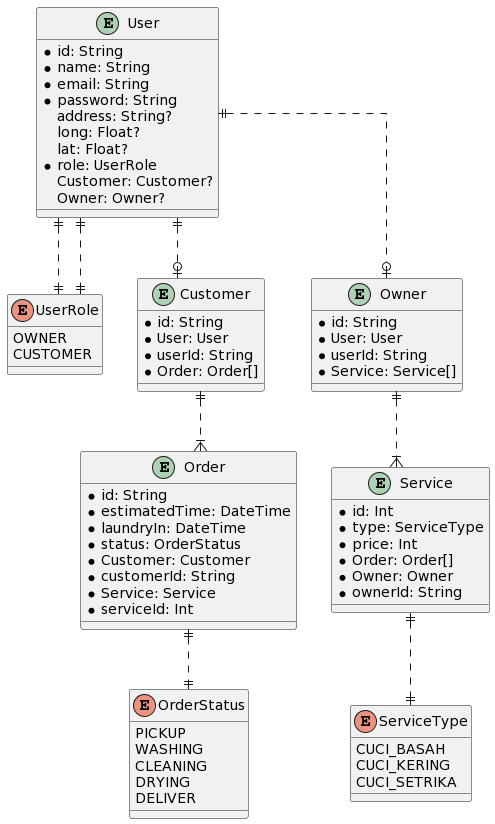 E User
id: String
name: String
email: String
password: String
address: String?
long: Float?
lat: Float?
role: UserRole
Customer: Customer?
Owner: Owner?
E UserRole
OWNER
CUSTOMER
E Customer
id: String
User: User
userId: String
Order: Order[]
E Owner
id: String
User: User
userId: String
Service: Service[]
E Order
id: String
estimatedTime: DateTime
laundryIn: DateTime
status: OrderStatus
Customer: Customer
customerId: String
Service: Service
serviceId: Int
E Service
id: Int
type: ServiceType
price: Int
Order: Order[]
Owner: Owner
ownerId: String
E OrderStatus
PICKUP
WASHING
CLEANING
DRYING
DELIVER
E ServiceType
CUCI_BASAH
CUCI_KERING
CUCI_SETRIKA